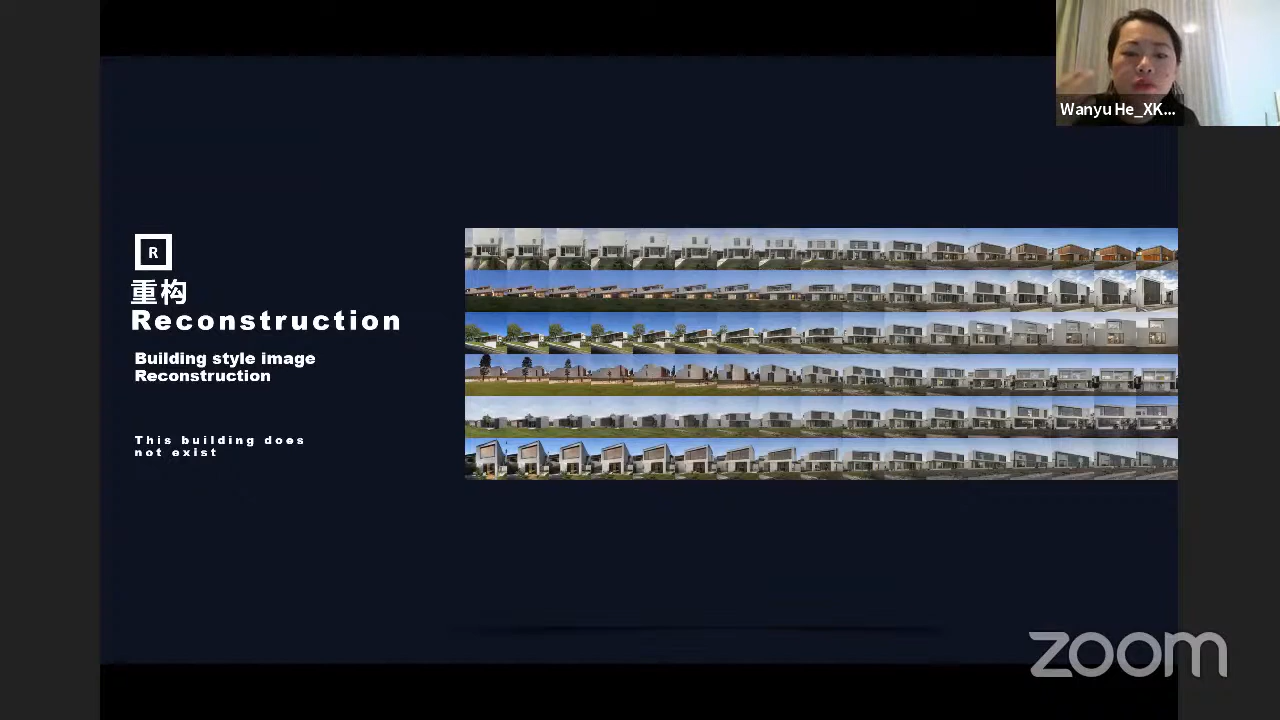 Wanyu He_XK...
R
重构
Reconstruction
Building style image
Reconstruction
This building does
not exist
zoom